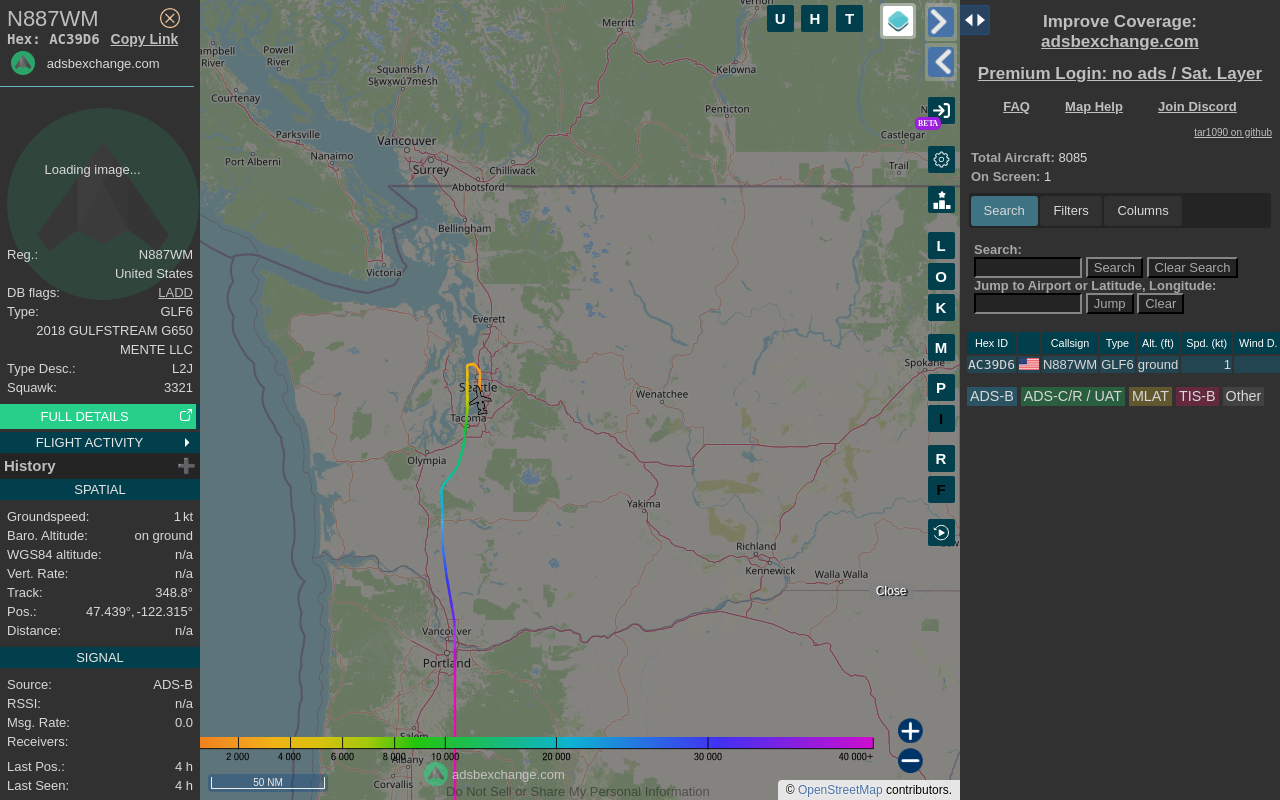 N887WM
Hex: AC39D6 Copy Link
adsbexchange.com
Loading image...
Reg.: N887WM
United States
DB flags: LADD
Type: GLF6
2018 GULFSTREAM G650
MENTE LLC
Type Desc.: L2J
Squawk: 3321
FULL DETAILS
FLIGHT ACTIVITY
History
SPATIAL
Groundspeed: 1 kt
Baro. Altitude: on ground
WGS84 altitude: n/a
Vert. Rate: n/a
Track: 348.8°
Pos.: 47.439°, -122.315°
Distance: n/a
SIGNAL
Source: ADS-B
RSSI: n/a
Msg. Rate: 0.0
Receivers:
Last Pos.: 4 h
Last Seen: 4 h
Vernon
Merritt
Campbell River
Powell River
Squamish / Skwxwú7mesh
Kelowna
Courtenay
Penticton
Parksville
Vancouver
Castlegar
Nanaimo
Port Alberni
Surrey
Chilliwack
Trail
Abbotsford
Bellingham
Victoria
Everett
Spokane
Seattle
Wenatchee
Tacoma
Olympia
Yakima
Richland
Kennewick
Walla Walla
Vancouver
Portland
Salem
Albany
Corvallis
U H T
BETA
L
O
K
M
P
I
R
F
Close
2 000 4 000 6 000 8 000 10 000 20 000 30 000 40 000+
50 NM
adsbexchange.com
Do Not Sell or Share My Personal Information
© OpenStreetMap contributors.
Improve Coverage:
adsbexchange.com
Premium Login: no ads / Sat. Layer
FAQ Map Help Join Discord
tar1090 on github
Total Aircraft: 8085
On Screen: 1
Search Filters Columns
Search:
Search Clear Search
Jump to Airport or Latitude, Longitude:
Jump Clear
Hex ID Callsign Type Alt. (ft) Spd. (kt) Wind D.
AC39D6 N887WM GLF6 ground 1
ADS-B ADS-C/R / UAT MLAT TIS-B Other